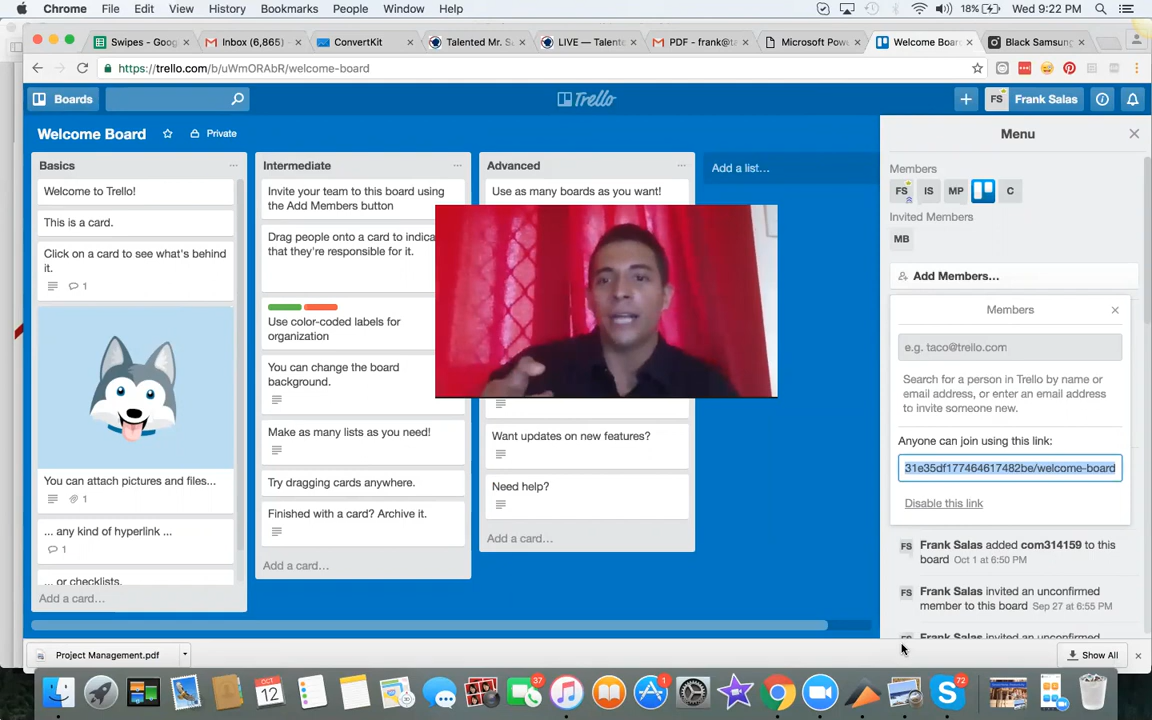 Chrome File Edit View History Bookmarks People Window Help 18% Wed 9:22 PM
Swipes - Goog
Inbox (6,865)
ConvertKit
Talented Mr. S
LIVE — Talente
PDF - frank@ta
Microsoft Pow
Welcome Boar
Black Samsung
https://trello.com/b/uWmORAbR/welcome-board
Boards
Trello
FS Frank Salas
Welcome Board
Private
Basics
Welcome to Trello!
This is a card.
Click on a card to see what's behind
it.
1
You can attach pictures and files...
1
... any kind of hyperlink ...
1
... or checklists.
Add a card...
Intermediate
Invite your team to this board using
the Add Members button
Drag people onto a card to indica
that they're responsible for it.
Use color-coded labels for
organization
You can change the board
background.
Make as many lists as you need!
Try dragging cards anywhere.
Finished with a card? Archive it.
Add a card...
Advanced
Use as many boards as you want!
Want updates on new features?
Need help?
Add a card...
Add a list...
Menu
Members
FS IS MP C
Invited Members
MB
Add Members...
Members
e.g. taco@trello.com
Search for a person in Trello by name or
email address, or enter an email address
to invite someone new.
Anyone can join using this link:
31e35df177464617482be/welcome-board
Disable this link
FS Frank Salas added com314159 to this
board Oct 1 at 6:50 PM
FS Frank Salas invited an unconfirmed
member to this board Sep 27 at 6:55 PM
FS Frank Salas invited an unconfirmed
Project Management.pdf
Show All
OCT
12
37
1
72